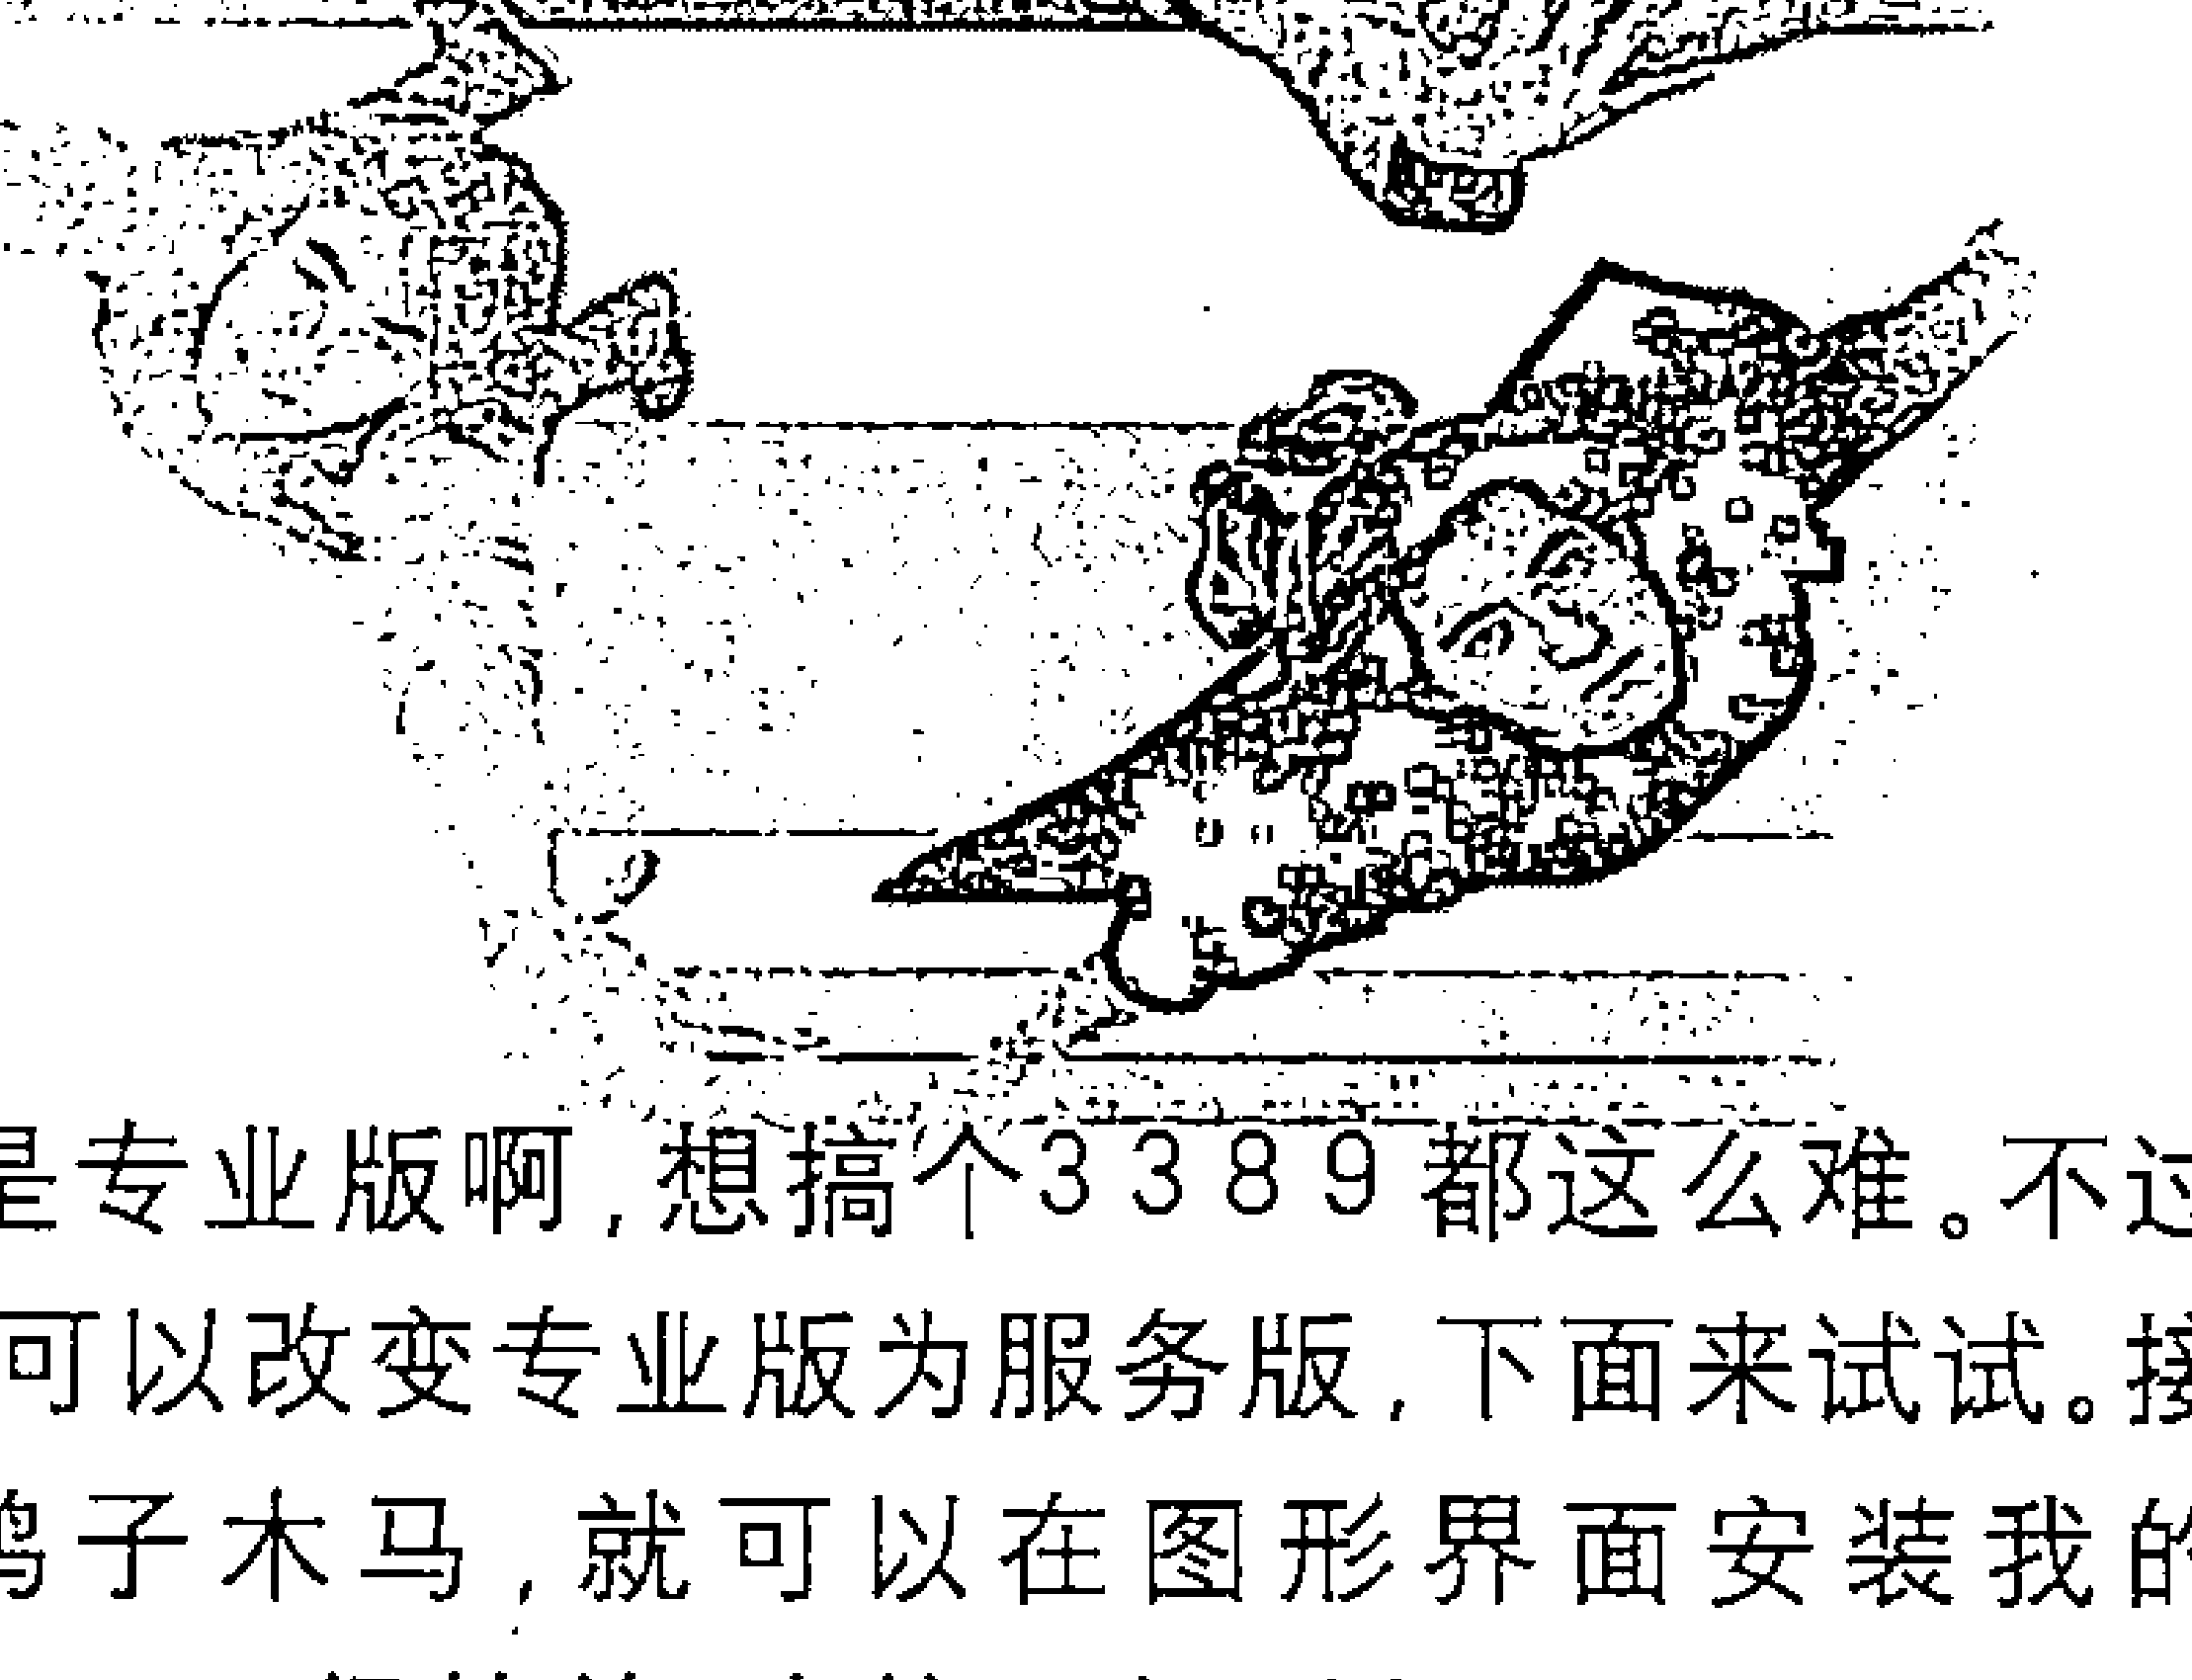 是专业版啊,想搞个3389都这么难。不过
可以改变专业版为服务版,下面来试试。接
鸽子木马,就可以在图形界面安装我的